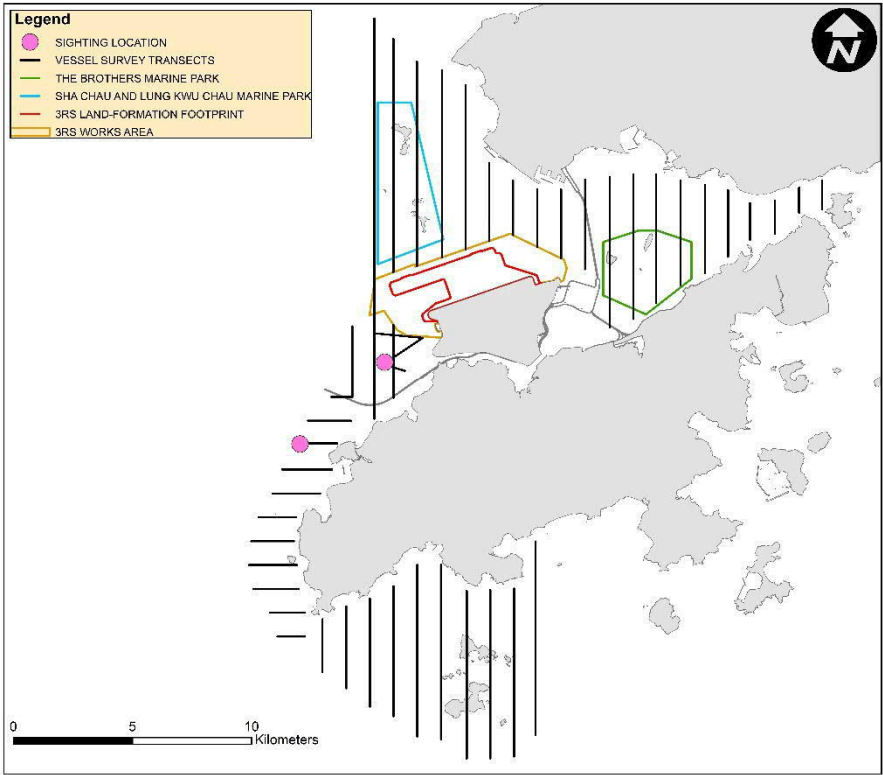 Legend
SIGHTING LOCATION
VESSEL SURVEY TRANSECTS
THE BROTHERS MARINE PARK
SHA CHAU AND LUNG KWU CHAU MARINE PARK
3RS LAND-FORMATION FOOTPRINT
3RS WORKS AREA
N
0 5 10
Kilometers